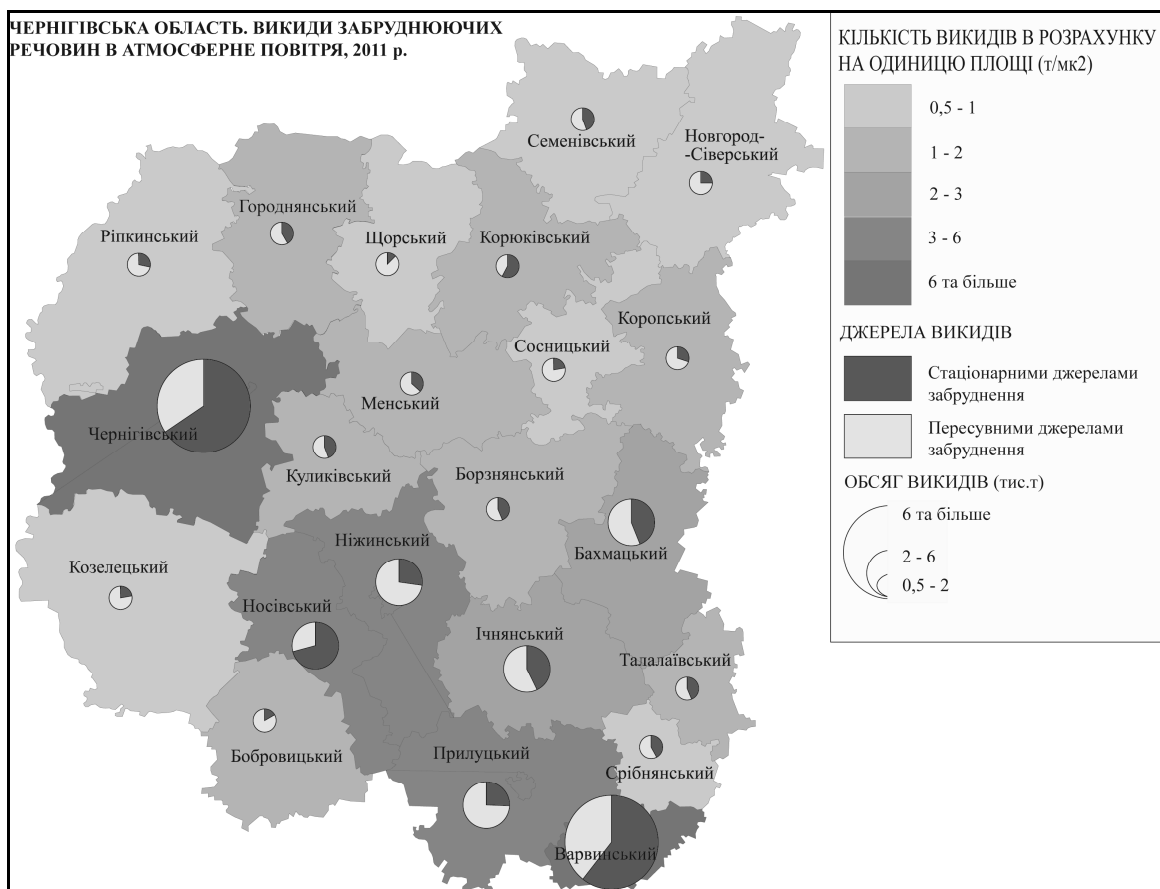 ЧЕРНІГІВСЬКА ОБЛАСТЬ. ВИКИДИ ЗАБРУДНЮЮЧИХ
РЕЧОВИН В АТМОСФЕРНЕ ПОВІТРЯ, 2011 р.
Семенівський
Новгород-
-Сіверський
Городнянський
Ріпкинський
Щорський
Корюківський
Коропський
Сосницький
Менський
Чернігівський
Куликівський
Борзнянський
Бахмацький
Ніжинський
Козелецький
Носівський
Ічнянський
Талалаївський
Бобровицький
Прилуцький
Срібнянський
Варвинський
КІЛЬКІСТЬ ВИКИДІВ В РОЗРАХУНКУ
НА ОДИНИЦЮ ПЛОЩІ (т/мк2)
0,5 - 1
1 - 2
2 - 3
3 - 6
6 та більше
ДЖЕРЕЛА ВИКИДІВ
Стаціонарними джерелами
забруднення
Пересувними джерелами
забруднення
ОБСЯГ ВИКИДІВ (тис.т)
6 та більше
2 - 6
0,5 - 2